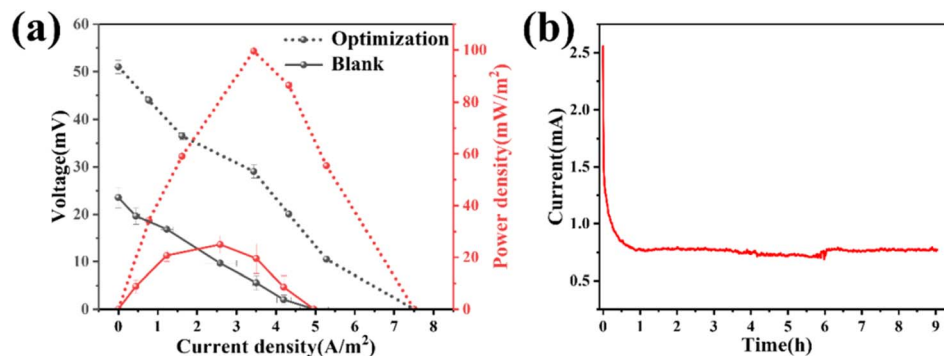 (a)
Optimization
Blank
Voltage(mV)
60
50
40
30
20
10
0
Power density(mW/m²)
100
80
60
40
20
0
0 1 2 3 4 5 6 7 8
Current density(A/m²)
(b)
Current(mA)
2.5
2.0
1.5
1.0
0.5
0 1 2 3 4 5 6 7 8 9
Time(h)